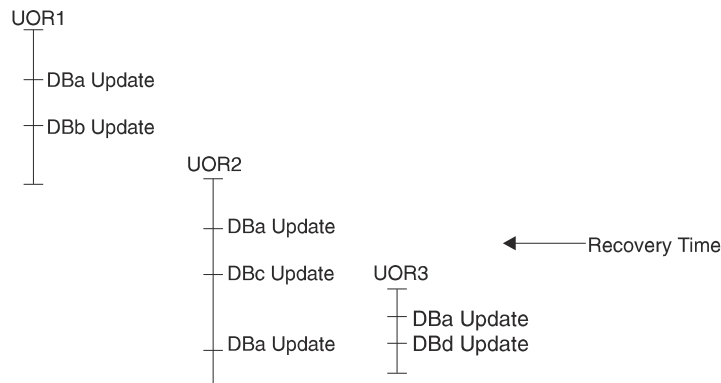 UOR1
DBa Update
DBb Update
UOR2
DBa Update
Recovery Time
DBc Update
UOR3
DBa Update
DBd Update
DBa Update